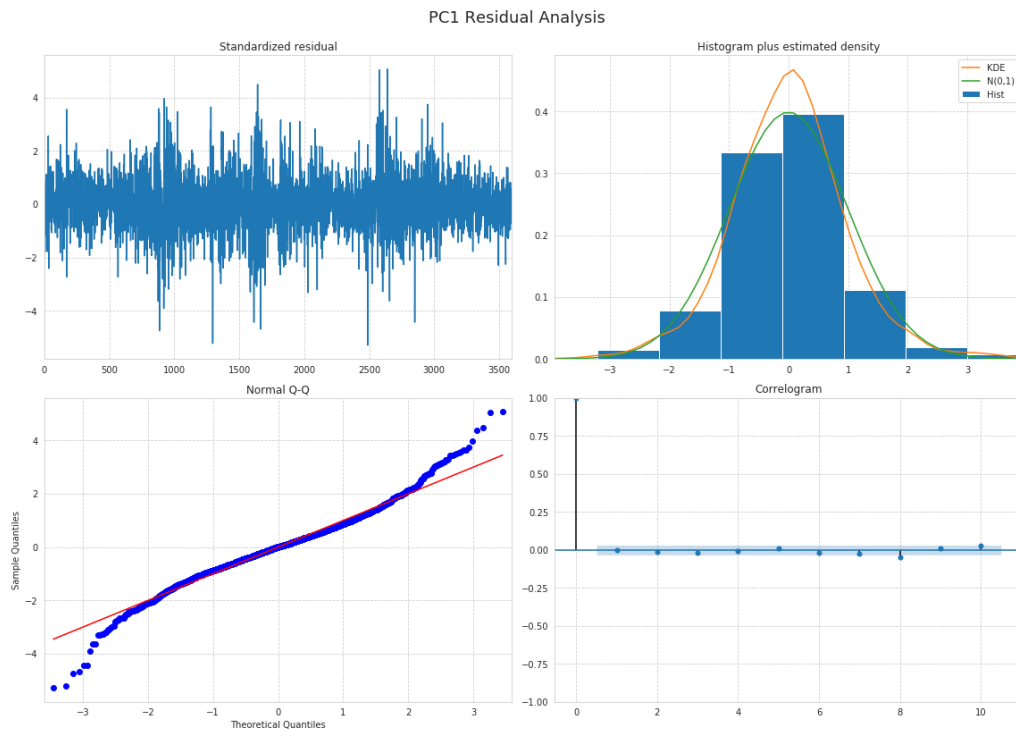 PC1 Residual Analysis
Standardized residual
4
2
0
−2
−4
0 500 1000 1500 2000 2500 3000 3500
Histogram plus estimated density
KDE
N(0,1)
Hist
0.4
0.3
0.2
0.1
0.0
−3 −2 −1 0 1 2 3
Normal Q-Q
Sample Quantiles
4
2
0
−2
−4
−3 −2 −1 0 1 2 3
Theoretical Quantiles
Correlogram
1.00
0.75
0.50
0.25
0.00
−0.25
−0.50
−0.75
−1.00
0 2 4 6 8 10